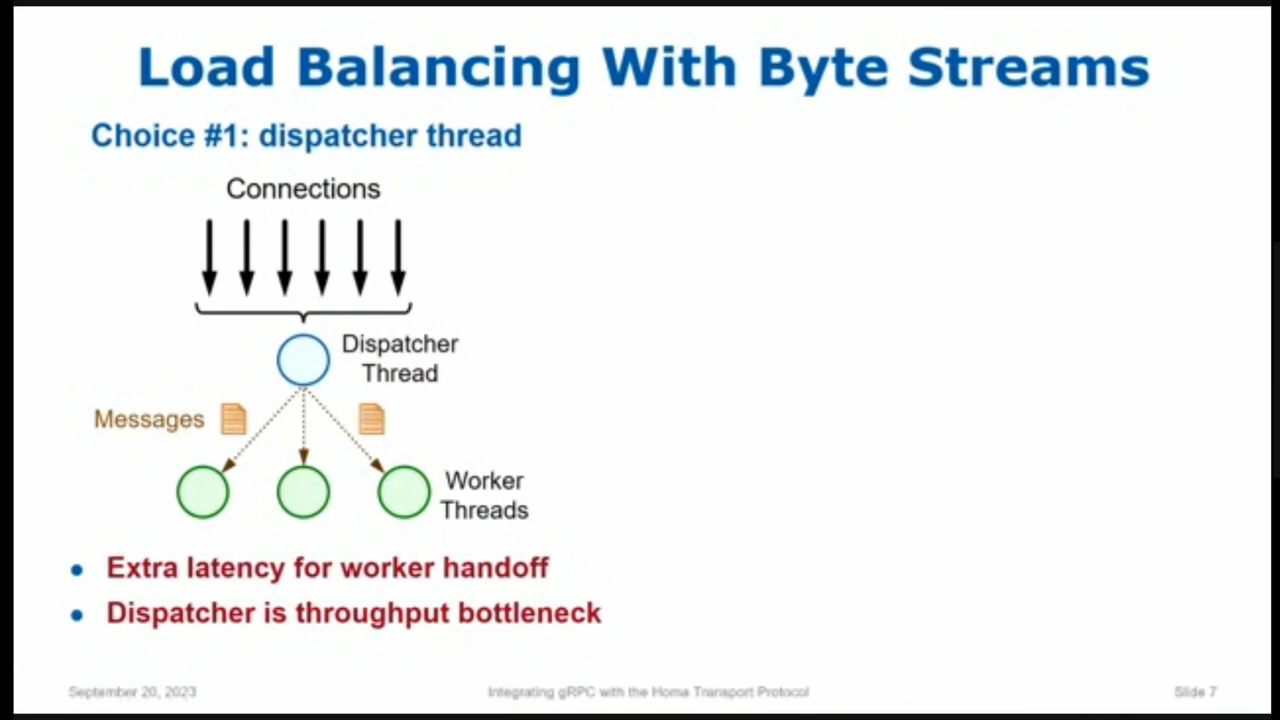 Load Balancing With Byte Streams
Choice #1: dispatcher thread
Connections
Dispatcher
Thread
Messages
Worker
Threads
• Extra latency for worker handoff
• Dispatcher is throughput bottleneck
September 20, 2023
Integrating gRPC with the Homa Transport Protocol
Slide 7